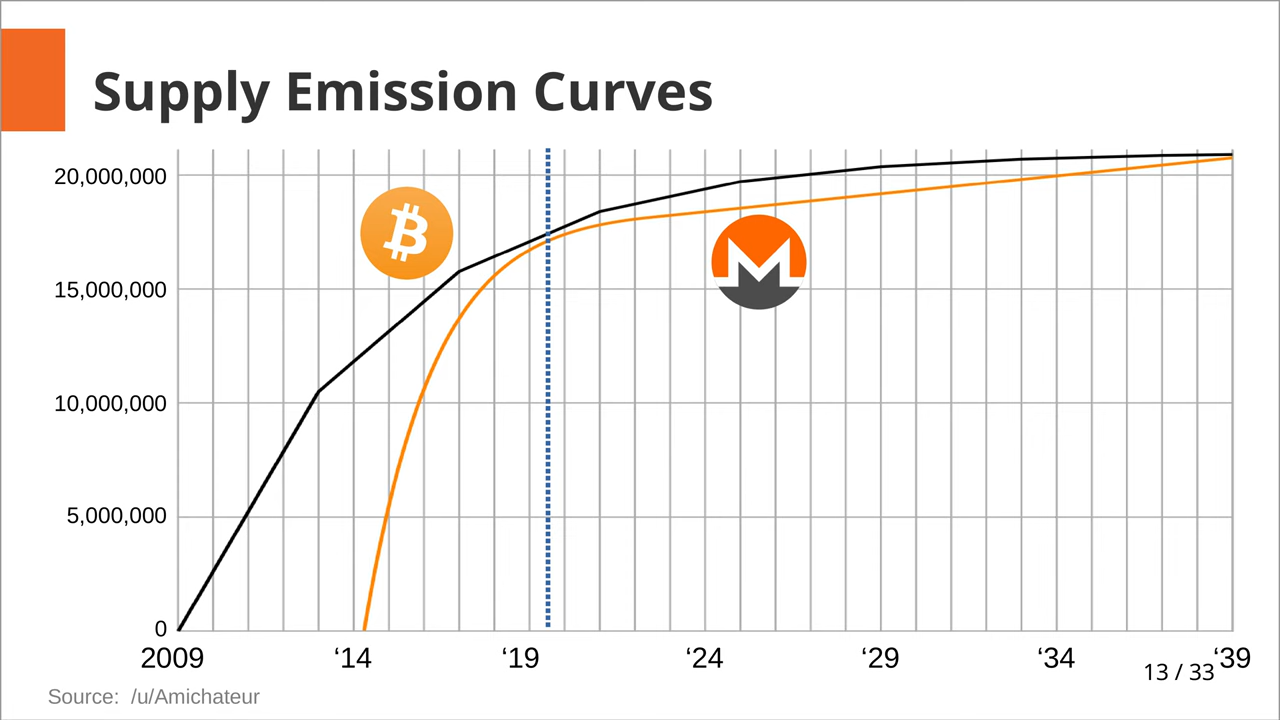 Supply Emission Curves
20,000,000
15,000,000
10,000,000
5,000,000
0
2009 ‘14 ‘19 ‘24 ‘29 ‘34 ‘39
13 / 33
Source: /u/Amichateur